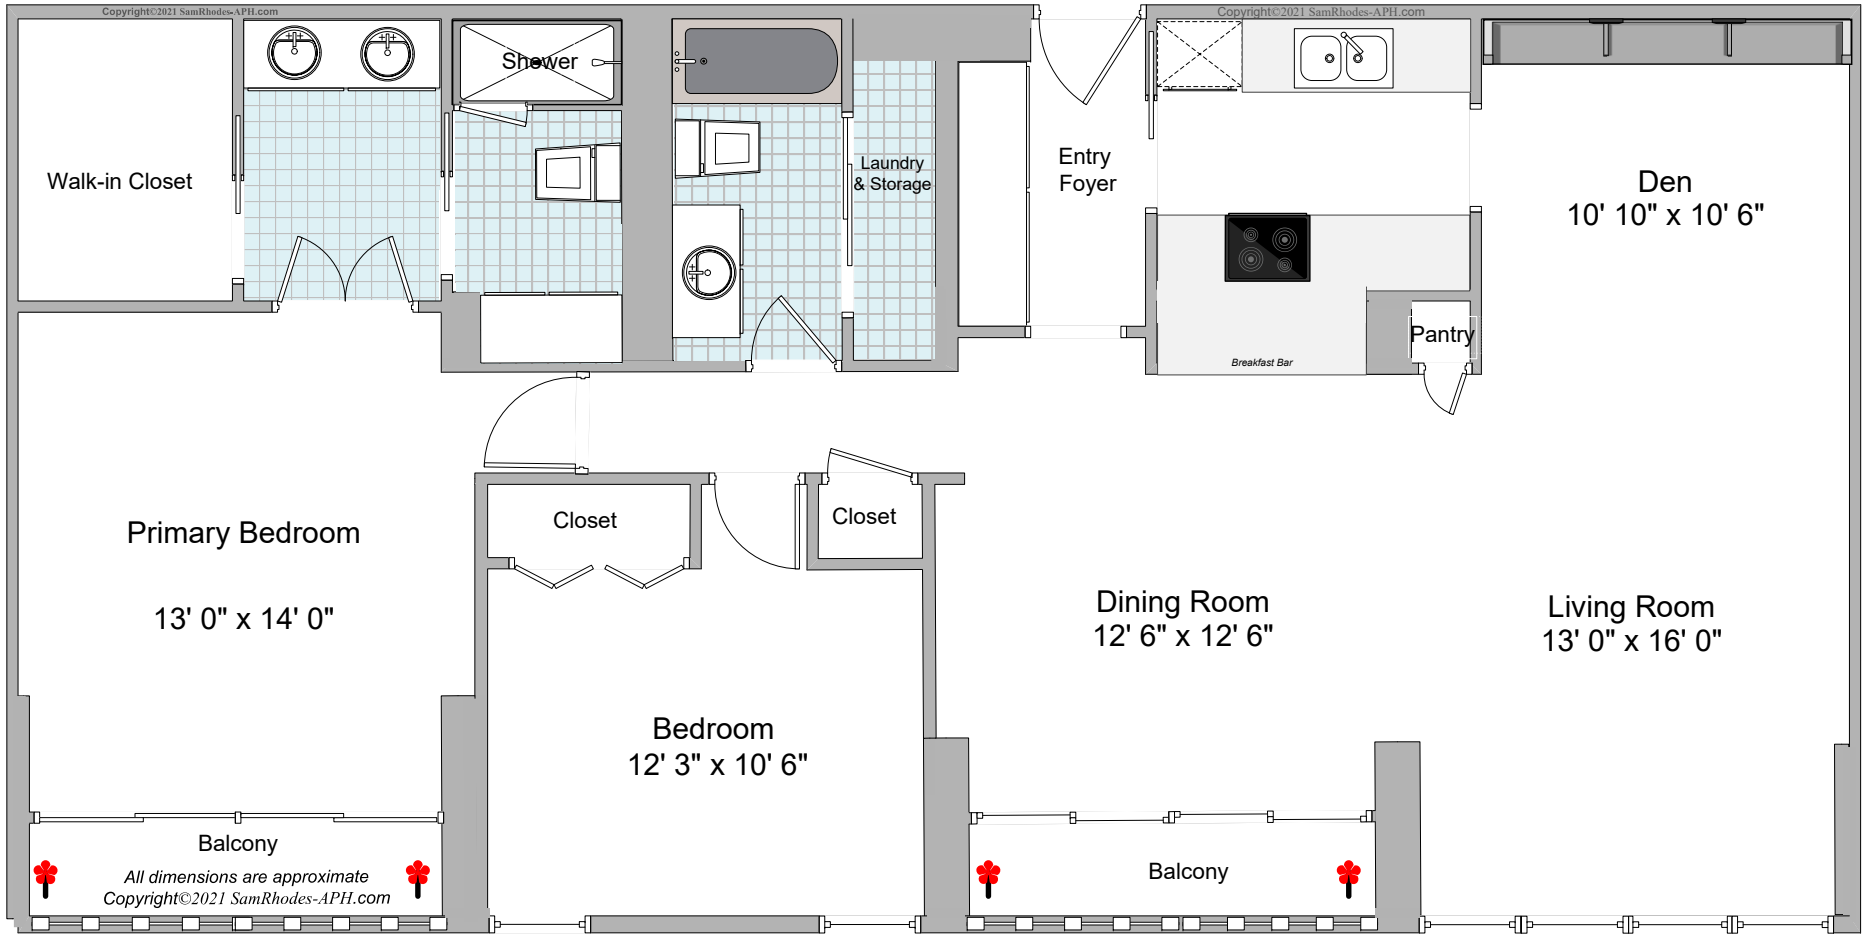 Copyright©2021 SamRhodes-APH.com
Copyright©2021 SamRhodes-APH.com
Shower
Walk-in Closet
Laundry
& Storage
Entry
Foyer
Den
10' 10" x 10' 6"
Pantry
Breakfast Bar
Primary Bedroom
13' 0" x 14' 0"
Closet
Closet
Dining Room
12' 6" x 12' 6"
Living Room
13' 0" x 16' 0"
Bedroom
12' 3" x 10' 6"
Balcony
All dimensions are approximate
Copyright©2021 SamRhodes-APH.com
Balcony